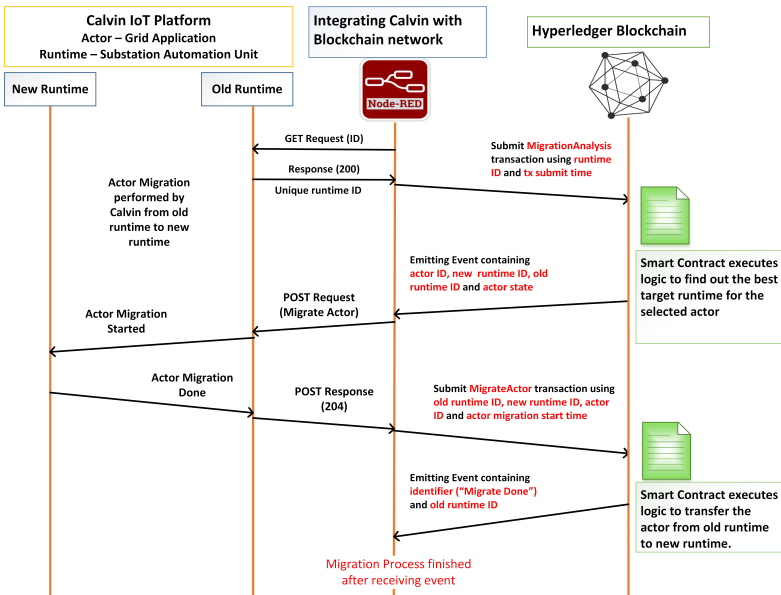 Calvin IoT Platform
Actor – Grid Application
Runtime – Substation Automation Unit
Integrating Calvin with
Blockchain network
Hyperledger Blockchain
New Runtime
Old Runtime
Node-RED
GET Request (ID)
Response (200)
Unique runtime ID
Submit MigrationAnalysis
transaction using runtime
ID and tx submit time
Actor Migration
performed by
Calvin from old
runtime to new
runtime
Smart Contract executes
logic to find out the best
target runtime for the
selected actor
Emitting Event containing
actor ID, new runtime ID, old
runtime ID and actor state
POST Request
(Migrate Actor)
Actor Migration
Started
Actor Migration
Done
POST Response
(204)
Submit MigrateActor transaction using
old runtime ID, new runtime ID, actor
ID and actor migration start time
Emitting Event containing
identifier (“Migrate Done”)
and old runtime ID
Smart Contract executes
logic to transfer the
actor from old runtime
to new runtime.
Migration Process finished
after receiving event